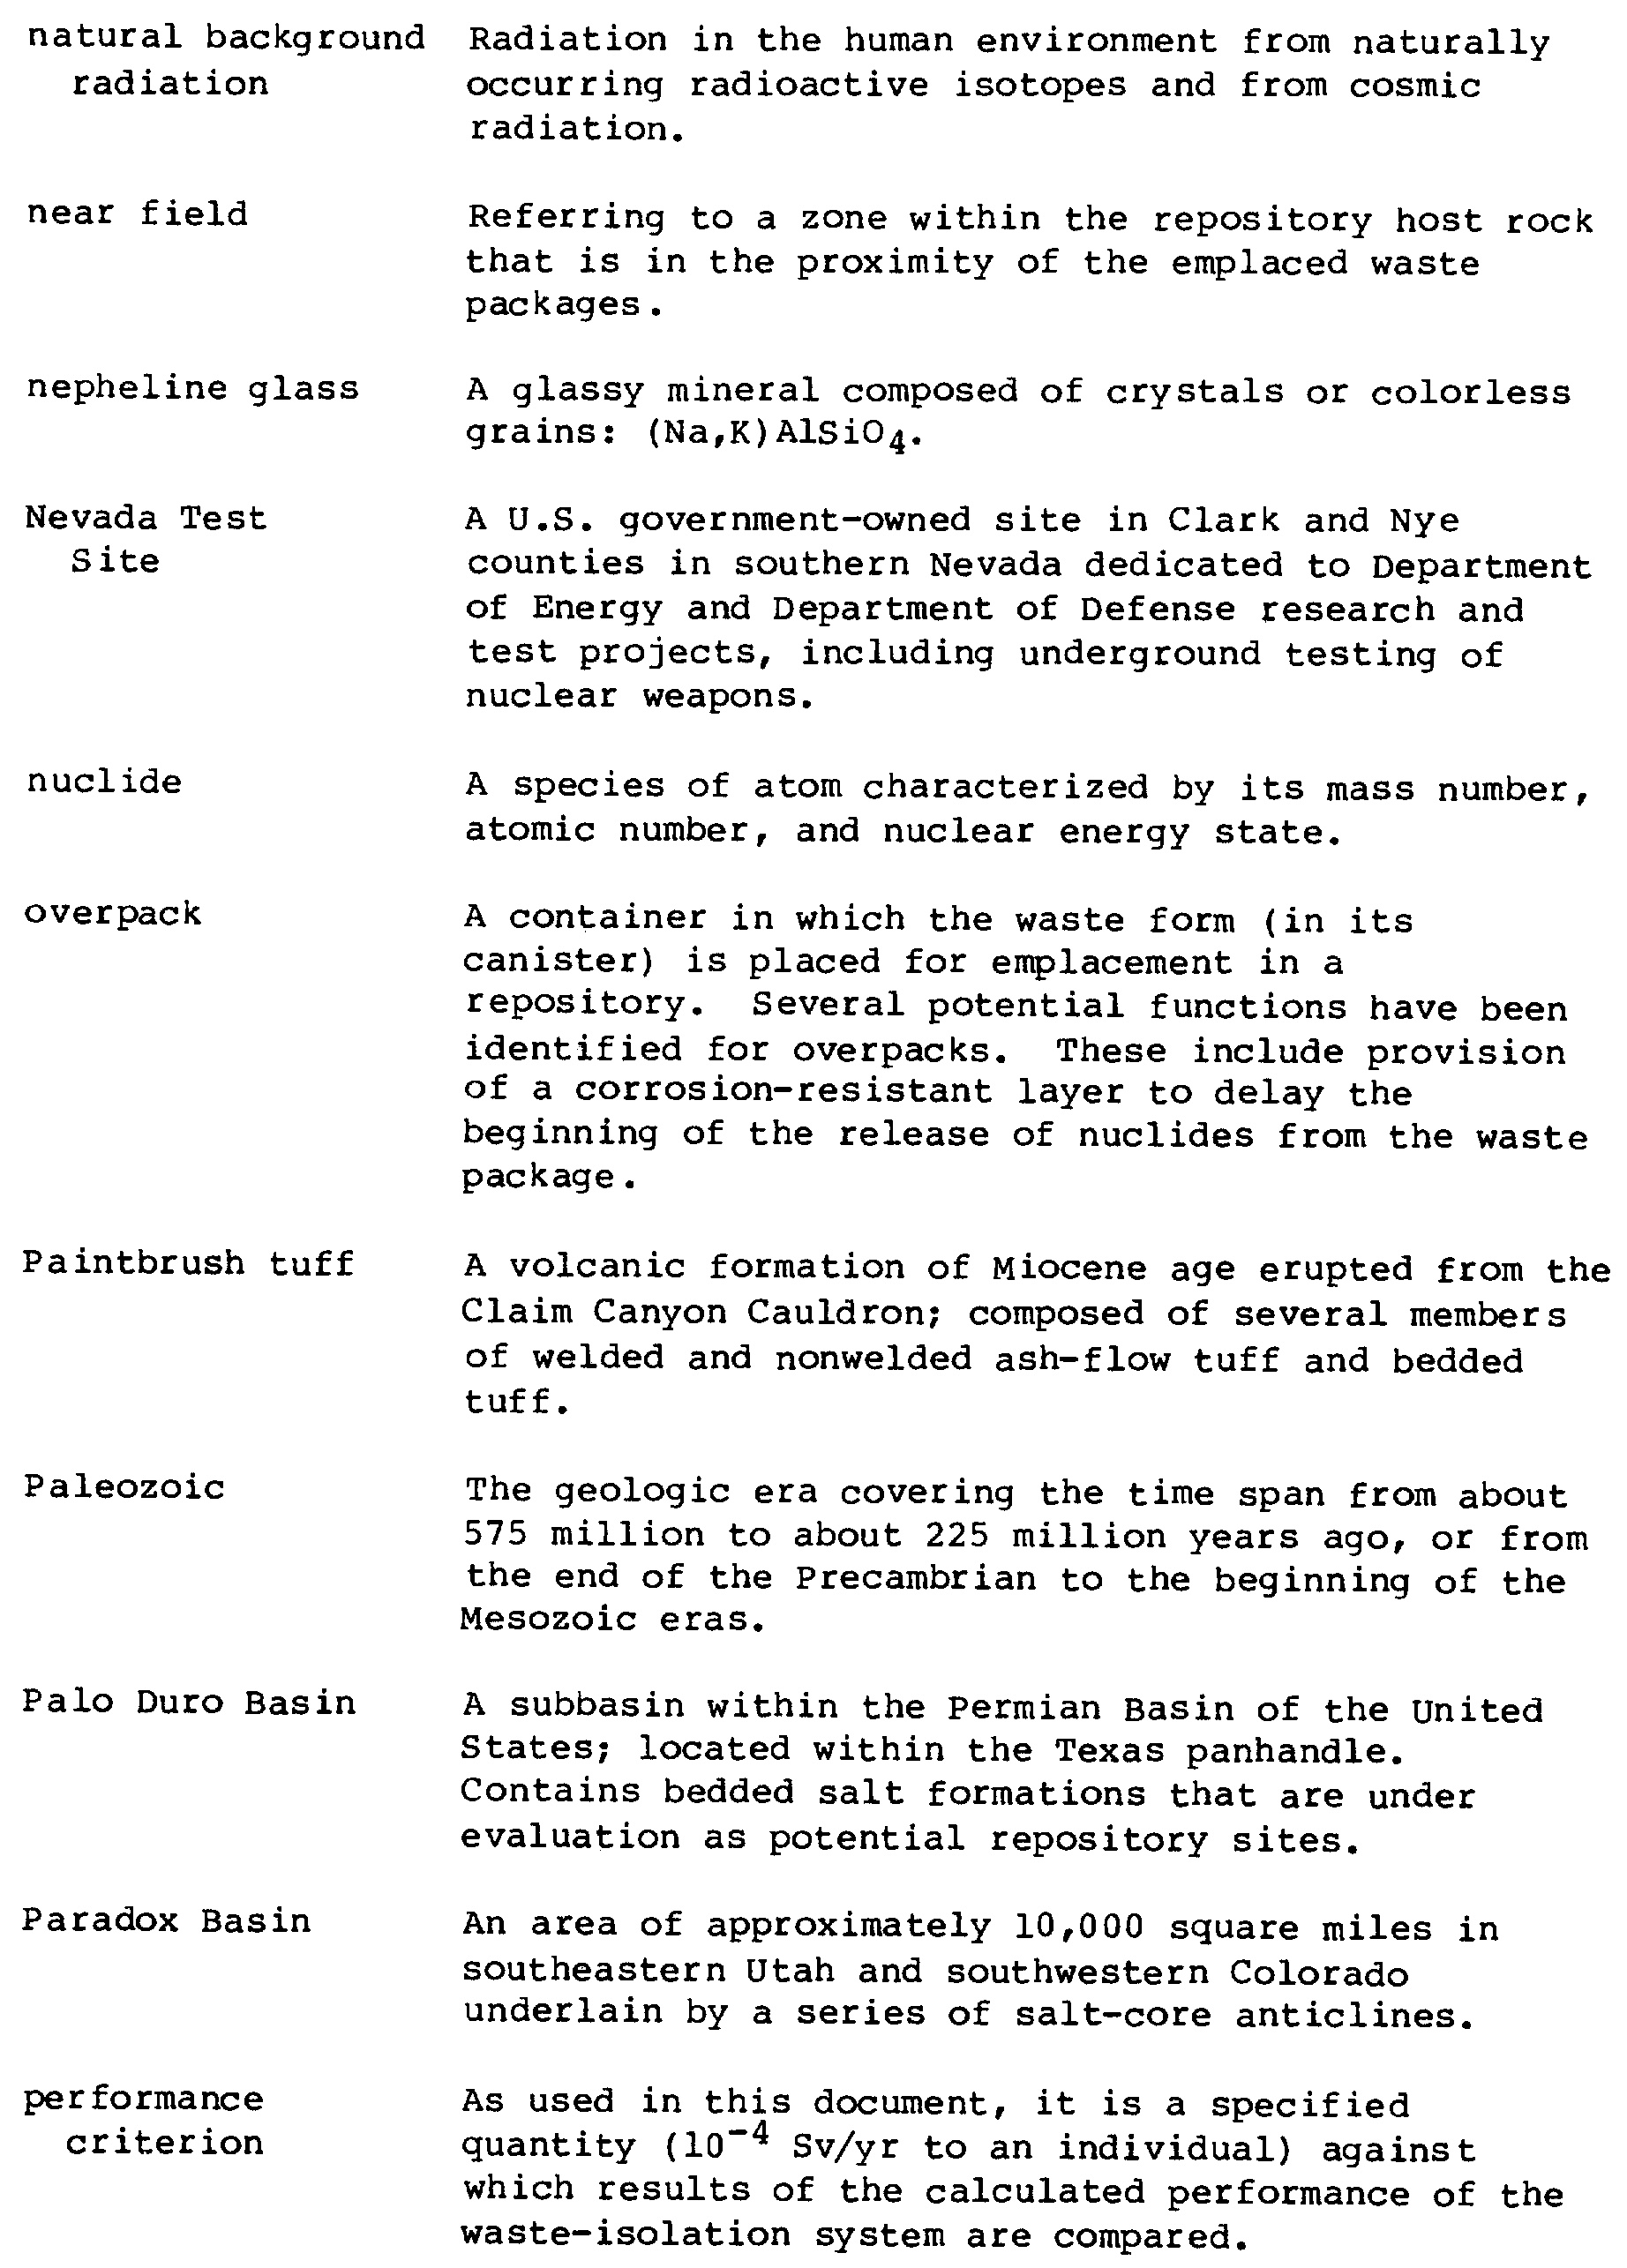 natural background Radiation in the human environment from naturally
radiation occurring radioactive isotopes and from cosmic
radiation.
near field Referring to a zone within the repository host rock
that is in the proximity of the emplaced waste
packages.
nepheline glass A glassy mineral composed of crystals or colorless
grains: (Na,K)AlSiO₄.
Nevada Test A U.S. government-owned site in Clark and Nye
Site counties in southern Nevada dedicated to Department
of Energy and Department of Defense research and
test projects, including underground testing of
nuclear weapons.
nuclide A species of atom characterized by its mass number,
atomic number, and nuclear energy state.
overpack A container in which the waste form (in its
canister) is placed for emplacement in a
repository. Several potential functions have been
identified for overpacks. These include provision
of a corrosion-resistant layer to delay the
beginning of the release of nuclides from the waste
package.
Paintbrush tuff A volcanic formation of Miocene age erupted from the
Claim Canyon Cauldron; composed of several members
of welded and nonwelded ash-flow tuff and bedded
tuff.
Paleozoic The geologic era covering the time span from about
575 million to about 225 million years ago, or from
the end of the Precambrian to the beginning of the
Mesozoic eras.
Palo Duro Basin A subbasin within the Permian Basin of the United
States; located within the Texas panhandle.
Contains bedded salt formations that are under
evaluation as potential repository sites.
Paradox Basin An area of approximately 10,000 square miles in
southeastern Utah and southwestern Colorado
underlain by a series of salt-core anticlines.
performance As used in this document, it is a specified
criterion quantity (10⁻⁴ Sv/yr to an individual) against
which results of the calculated performance of the
waste-isolation system are compared.